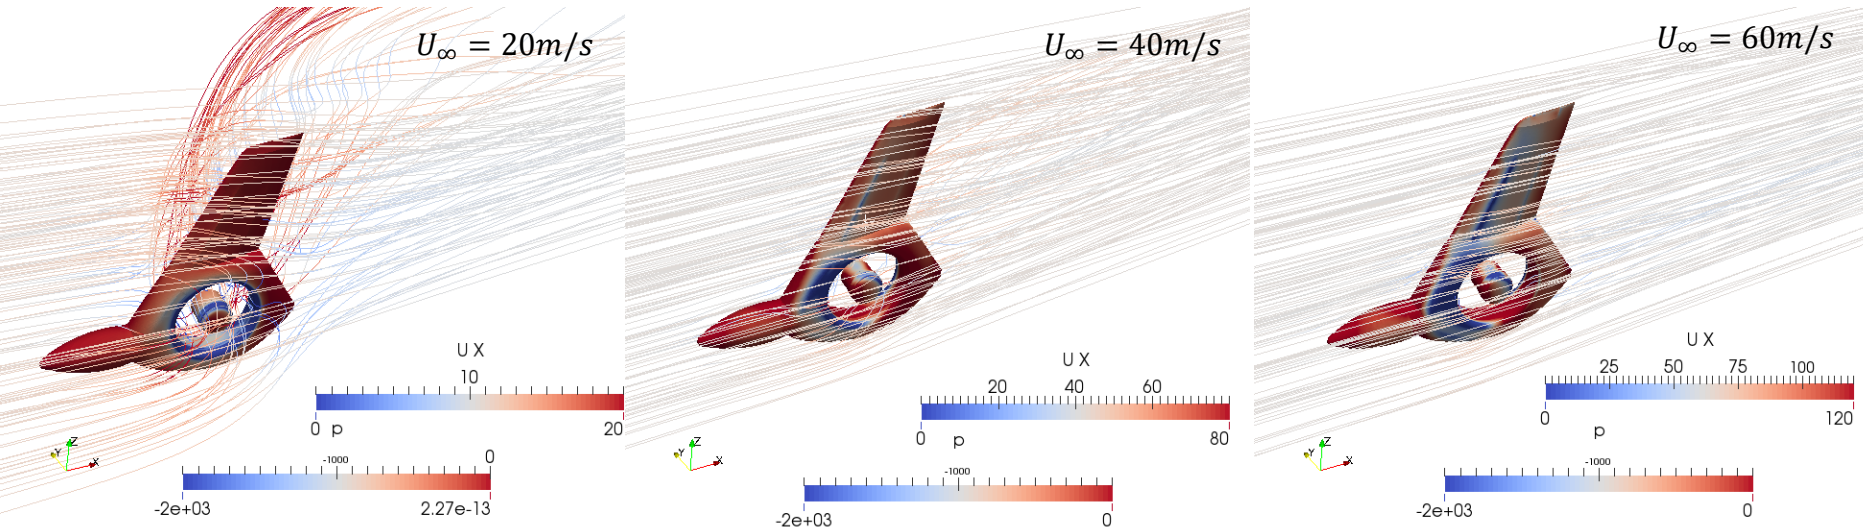 U∞ = 20m/s
U X
10
0 p 20
Z
Y
X
-1000 0
-2e+03 2.27e-13
U∞ = 40m/s
U X
20 40 60
0 p 80
Z
Y
X
-1000
-2e+03 0
U∞ = 60m/s
U X
25 50 75 100
0 p 120
Z
Y
X
-1000
-2e+03 0